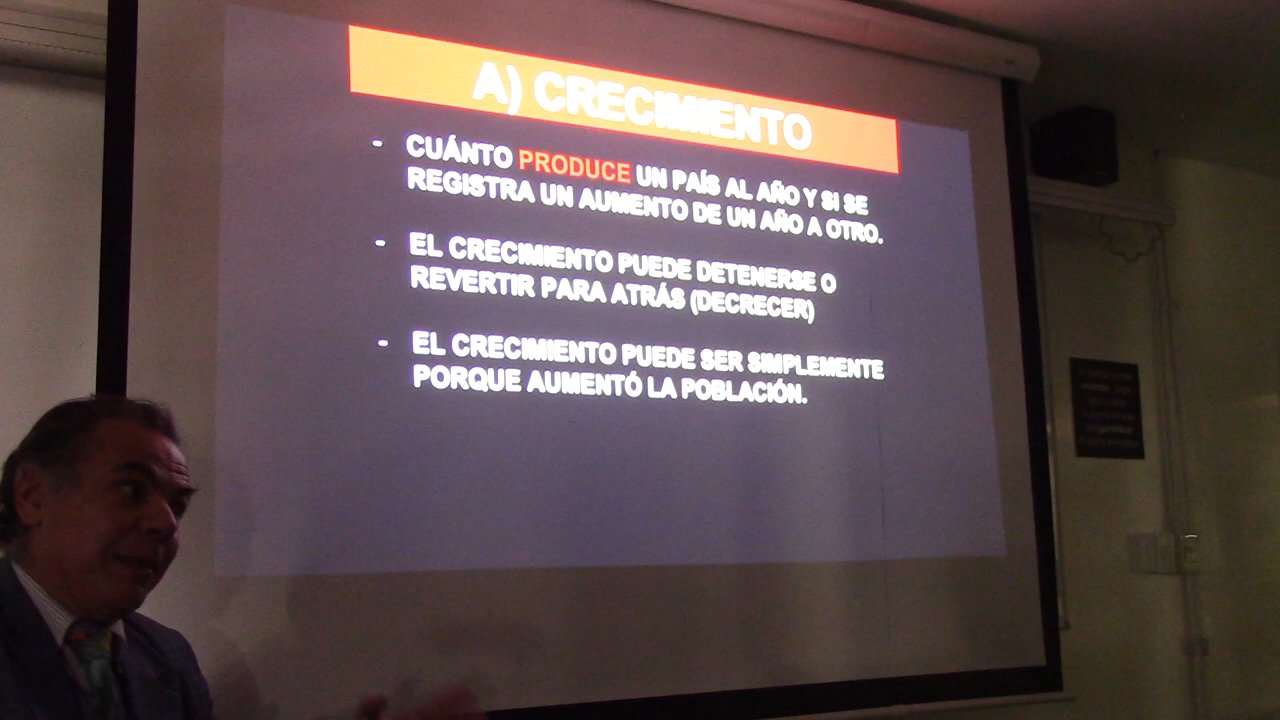 A) CRECIMIENTO
- CUÁNTO PRODUCE UN PAÍS AL AÑO Y SI SE
REGISTRA UN AUMENTO DE UN AÑO A OTRO.
- EL CRECIMIENTO PUEDE DETENERSE O
REVERTIR PARA ATRÁS (DECRECER)
- EL CRECIMIENTO PUEDE SER SIMPLEMENTE
PORQUE AUMENTÓ LA POBLACIÓN.